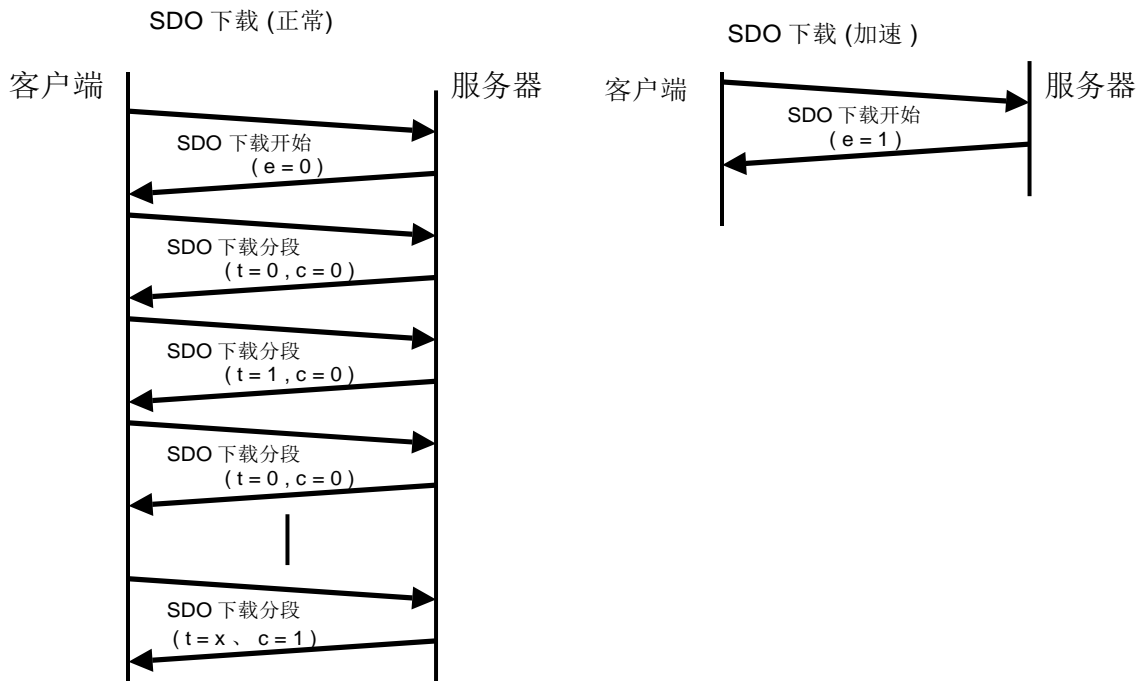 SDO 下载 (正常)
客户端
服务器
SDO 下载开始
( e = 0 )
SDO 下载分段
( t = 0 , c = 0 )
SDO 下载分段
( t = 1 , c = 0 )
SDO 下载分段
( t = 0 , c = 0 )
SDO 下载分段
( t = x 、 c = 1 )
SDO 下载 (加速 )
客户端
服务器
SDO 下载开始
( e = 1 )